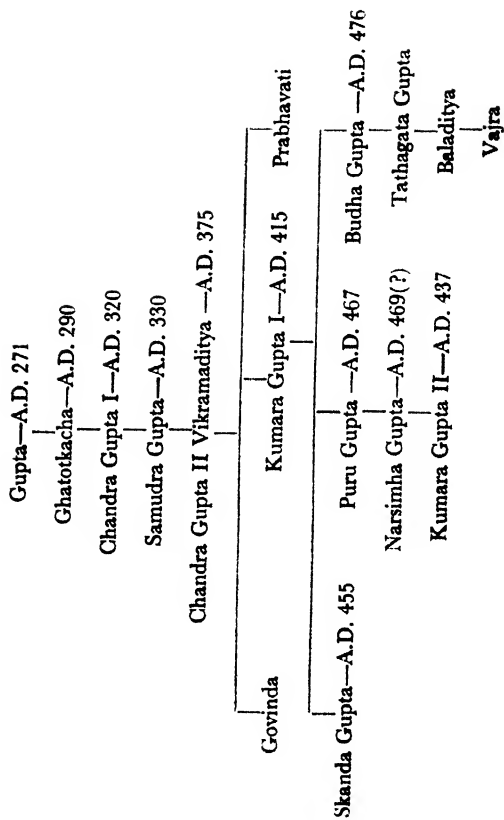 Gupta—A.D. 271
Ghatotkacha—A.D. 290
Chandra Gupta I—A.D. 320
Samudra Gupta—A.D. 330
Chandra Gupta II Vikramaditya —A.D. 375
Govinda Kumara Gupta I—A.D. 415 Prabhavati
Skanda Gupta—A.D. 455 Puru Gupta —A.D. 467 Budha Gupta —A.D. 476
Narsimha Gupta—A.D. 469(?) Tathagata Gupta
Kumara Gupta II—A.D. 437 Baladitya
Vajra